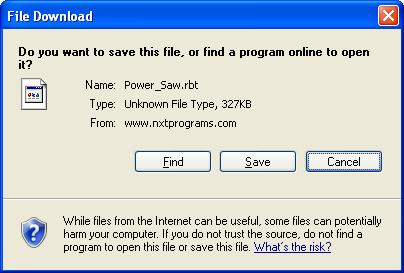 File Download
Do you want to save this file, or find a program online to open
it?
Name: Power_Saw.rbt
Type: Unknown File Type, 327KB
From: www.nxtprograms.com
Find Save Cancel
While files from the Internet can be useful, some files can potentially
harm your computer. If you do not trust the source, do not find a
program to open this file or save this file. What's the risk?